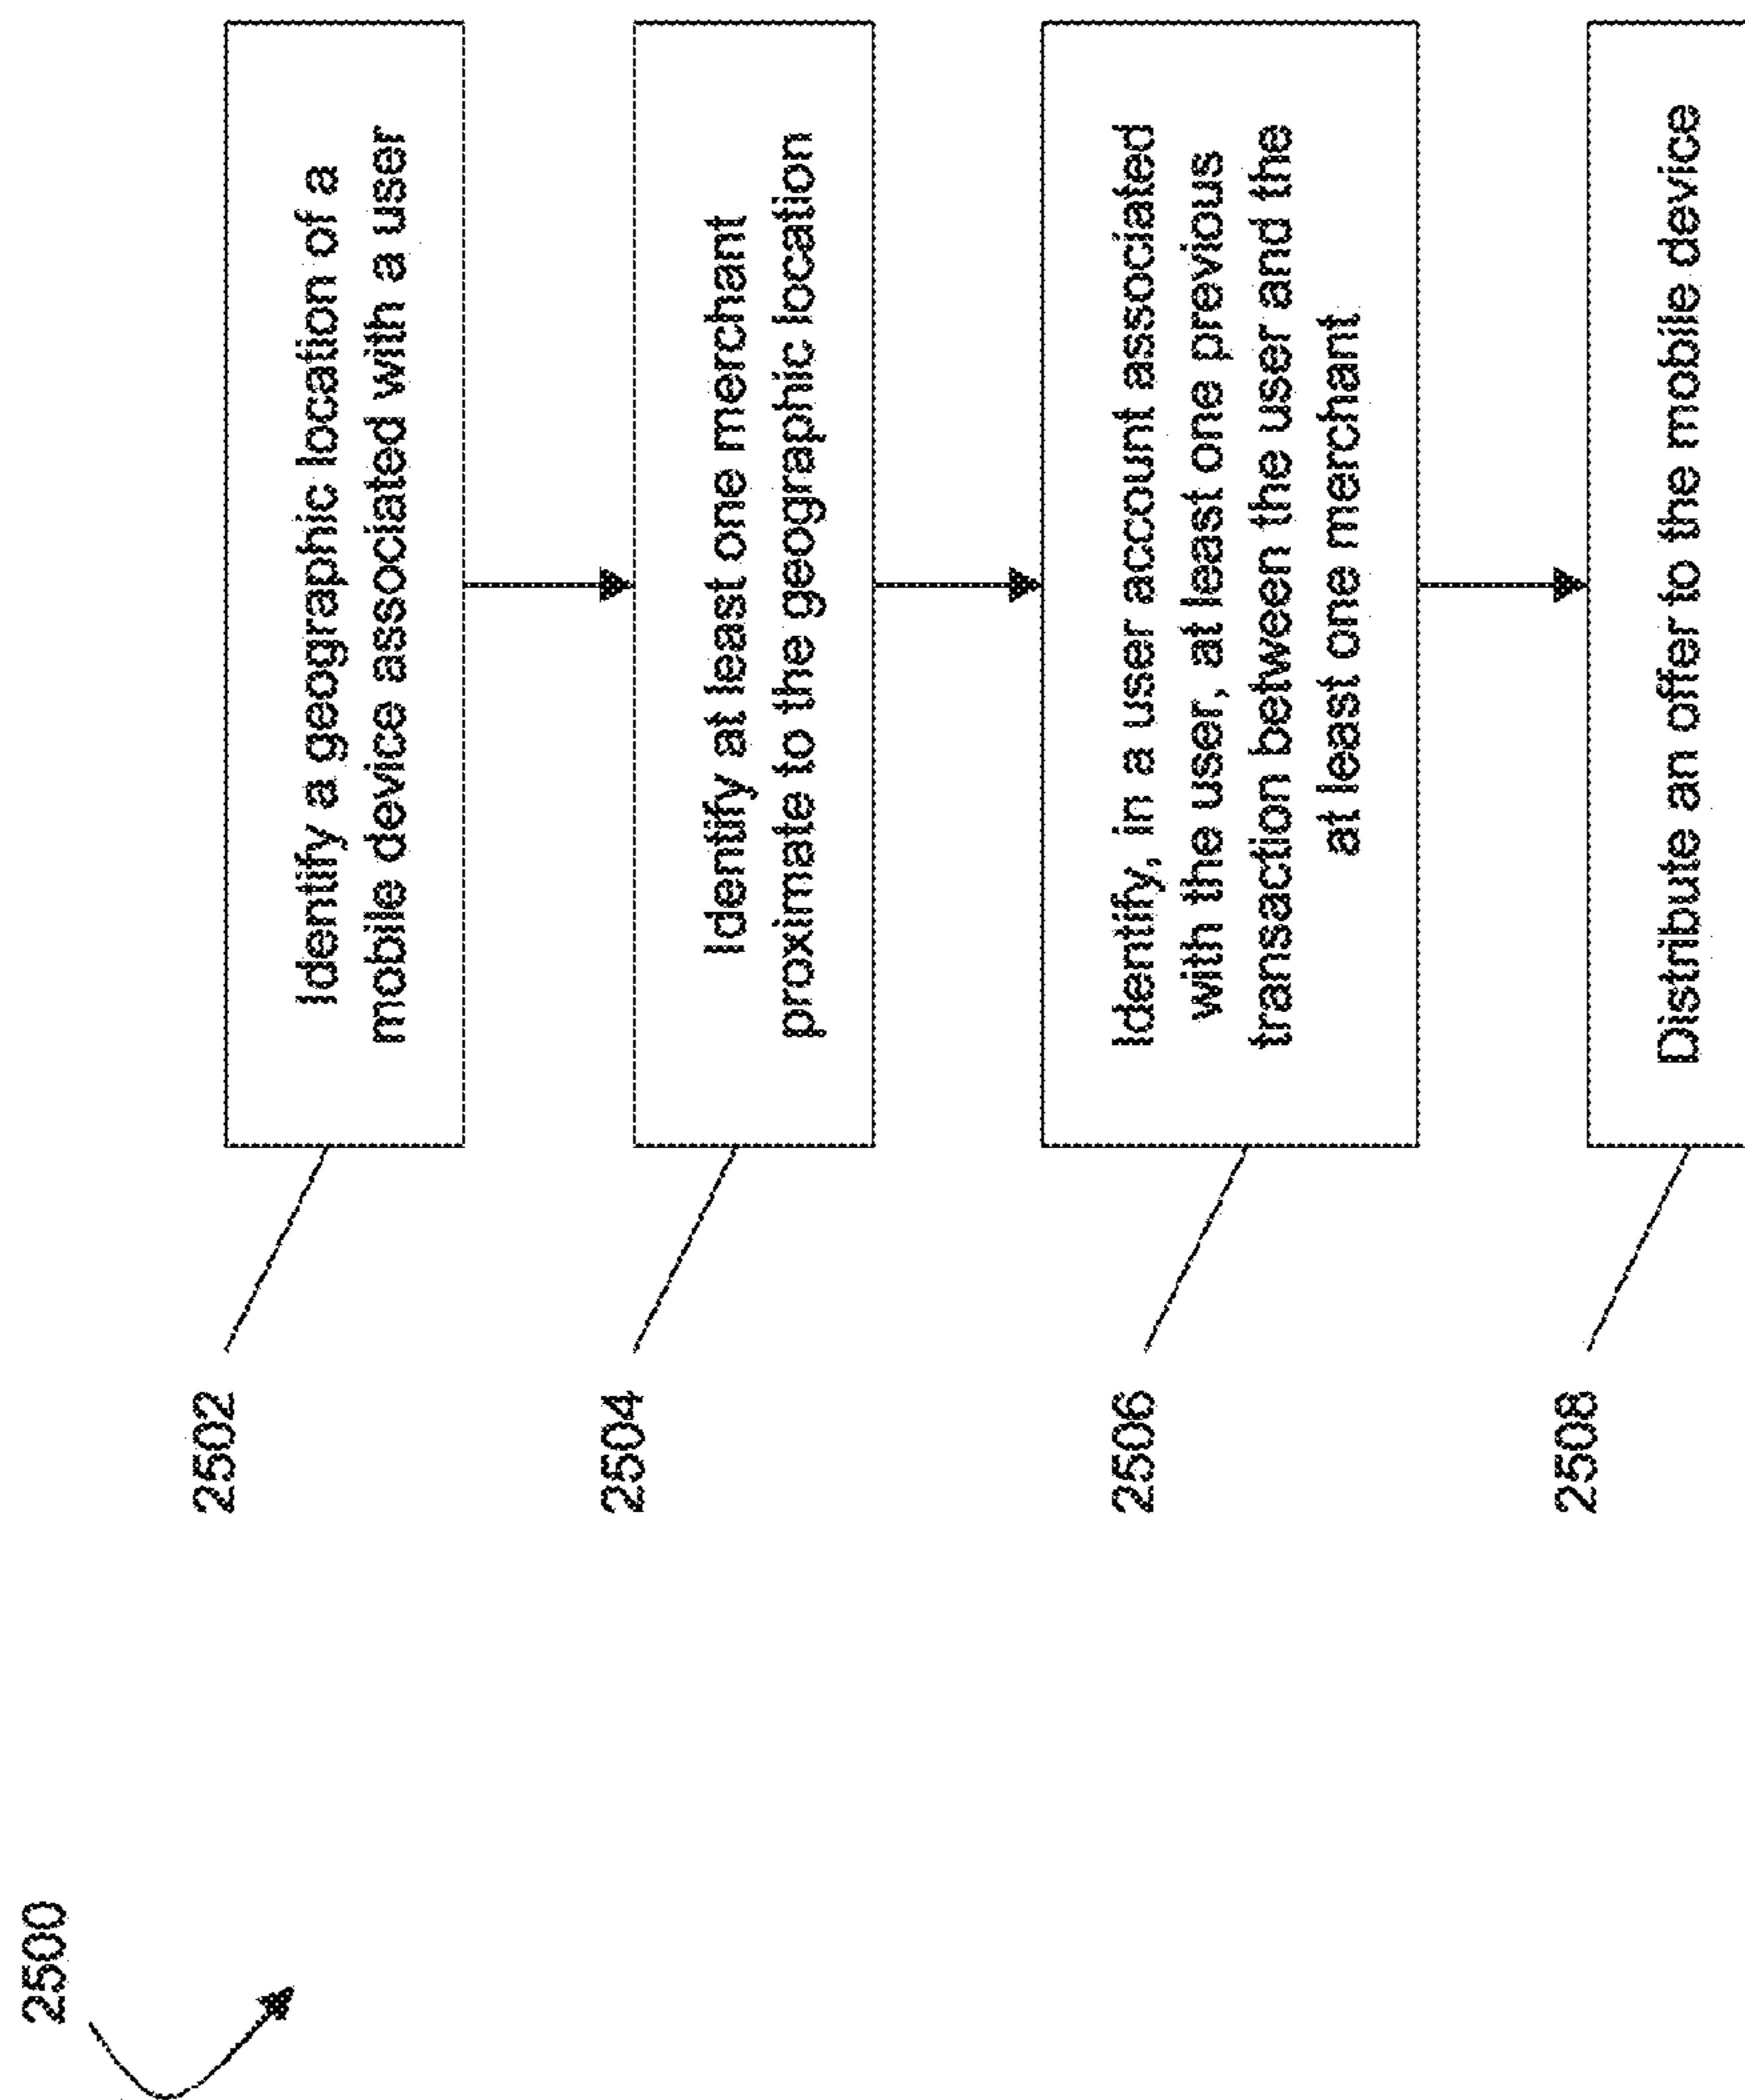 2500
2502
Identify a geographic location of a
mobile device associated with a user
2504
Identify at least one merchant
proximate to the geographic location
2506
Identify, in a user account associated
with the user, at least one previous
transaction between the user and the
at least one merchant
2508
Distribute an offer to the mobile device